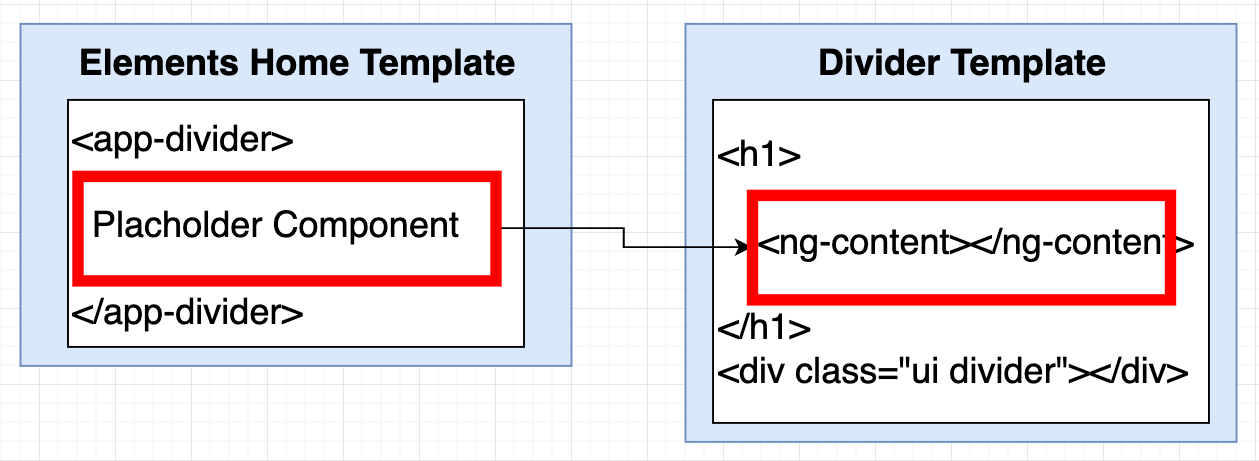 Elements Home Template
<app-divider>
Placholder Component
</app-divider>
Divider Template
<h1>
<ng-content></ng-content>
</h1>
<div class="ui divider"></div>